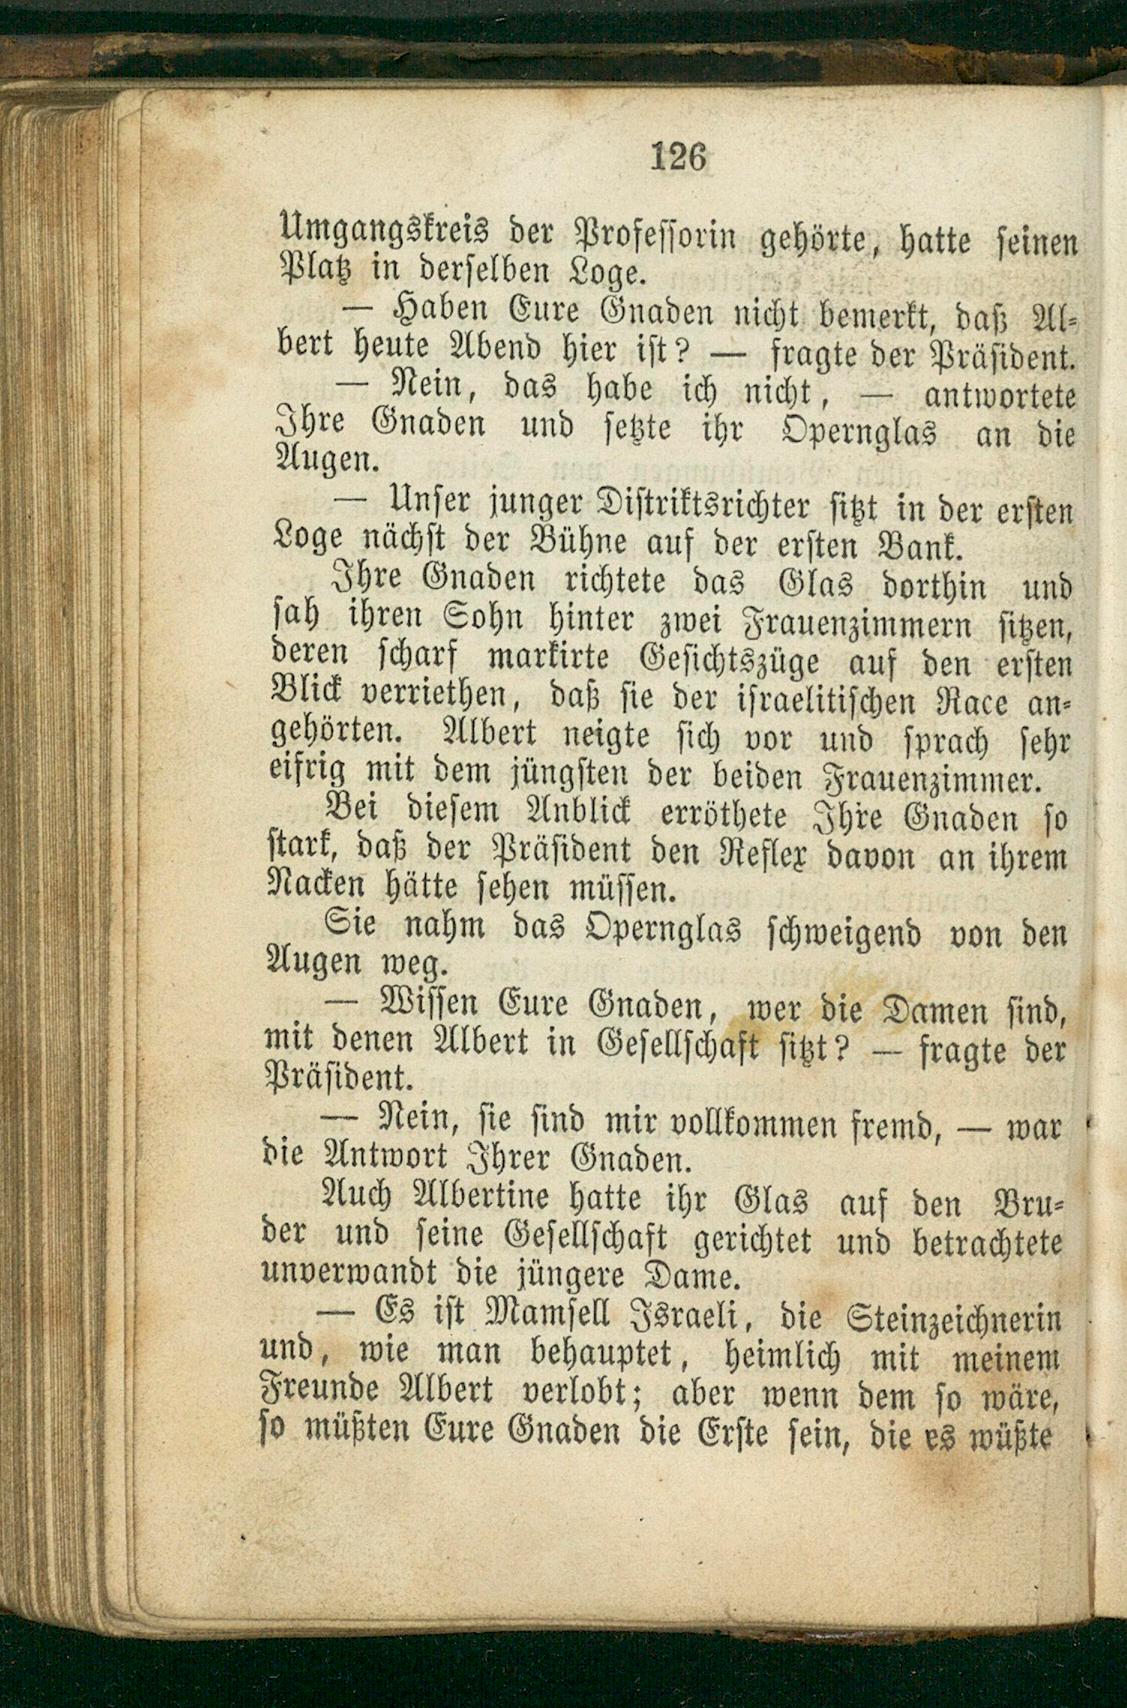 126
Umgangskreis der Professorin gehörte, hatte seinen
Platz in derselben Loge.
— Haben Eure Gnaden nicht bemerkt, daß Al-
bert heute Abend hier ist? — fragte der Präsident.
— Nein, das habe ich nicht, — antwortete
Ihre Gnaden und setzte ihr Opernglas an die
Augen.
— Unser junger Distriktsrichter sitzt in der ersten
Loge nächst der Bühne auf der ersten Bank.
Ihre Gnaden richtete das Glas dorthin und
sah ihren Sohn hinter zwei Frauenzimmern sitzen,
deren scharf markirte Gesichtszüge auf den ersten
Blick verriethen, daß sie der israelitischen Race an-
gehörten. Albert neigte sich vor und sprach sehr
eifrig mit dem jüngsten der beiden Frauenzimmer.
Bei diesem Anblick erröthete Ihre Gnaden so
stark, daß der Präsident den Reflex davon an ihrem
Nacken hätte sehen müssen.
Sie nahm das Opernglas schweigend von den
Augen weg.
— Wissen Eure Gnaden, wer die Damen sind,
mit denen Albert in Gesellschaft sitzt? — fragte der
Präsident.
— Nein, sie sind mir vollkommen fremd, — war
die Antwort Ihrer Gnaden.
Auch Albertine hatte ihr Glas auf den Bru-
der und seine Gesellschaft gerichtet und betrachtete
unverwandt die jüngere Dame.
— Es ist Mamsell Israeli, die Steinzeichnerin
und, wie man behauptet, heimlich mit meinem
Freunde Albert verlobt; aber wenn dem so wäre,
so müßten Eure Gnaden die Erste sein, die es wüßte